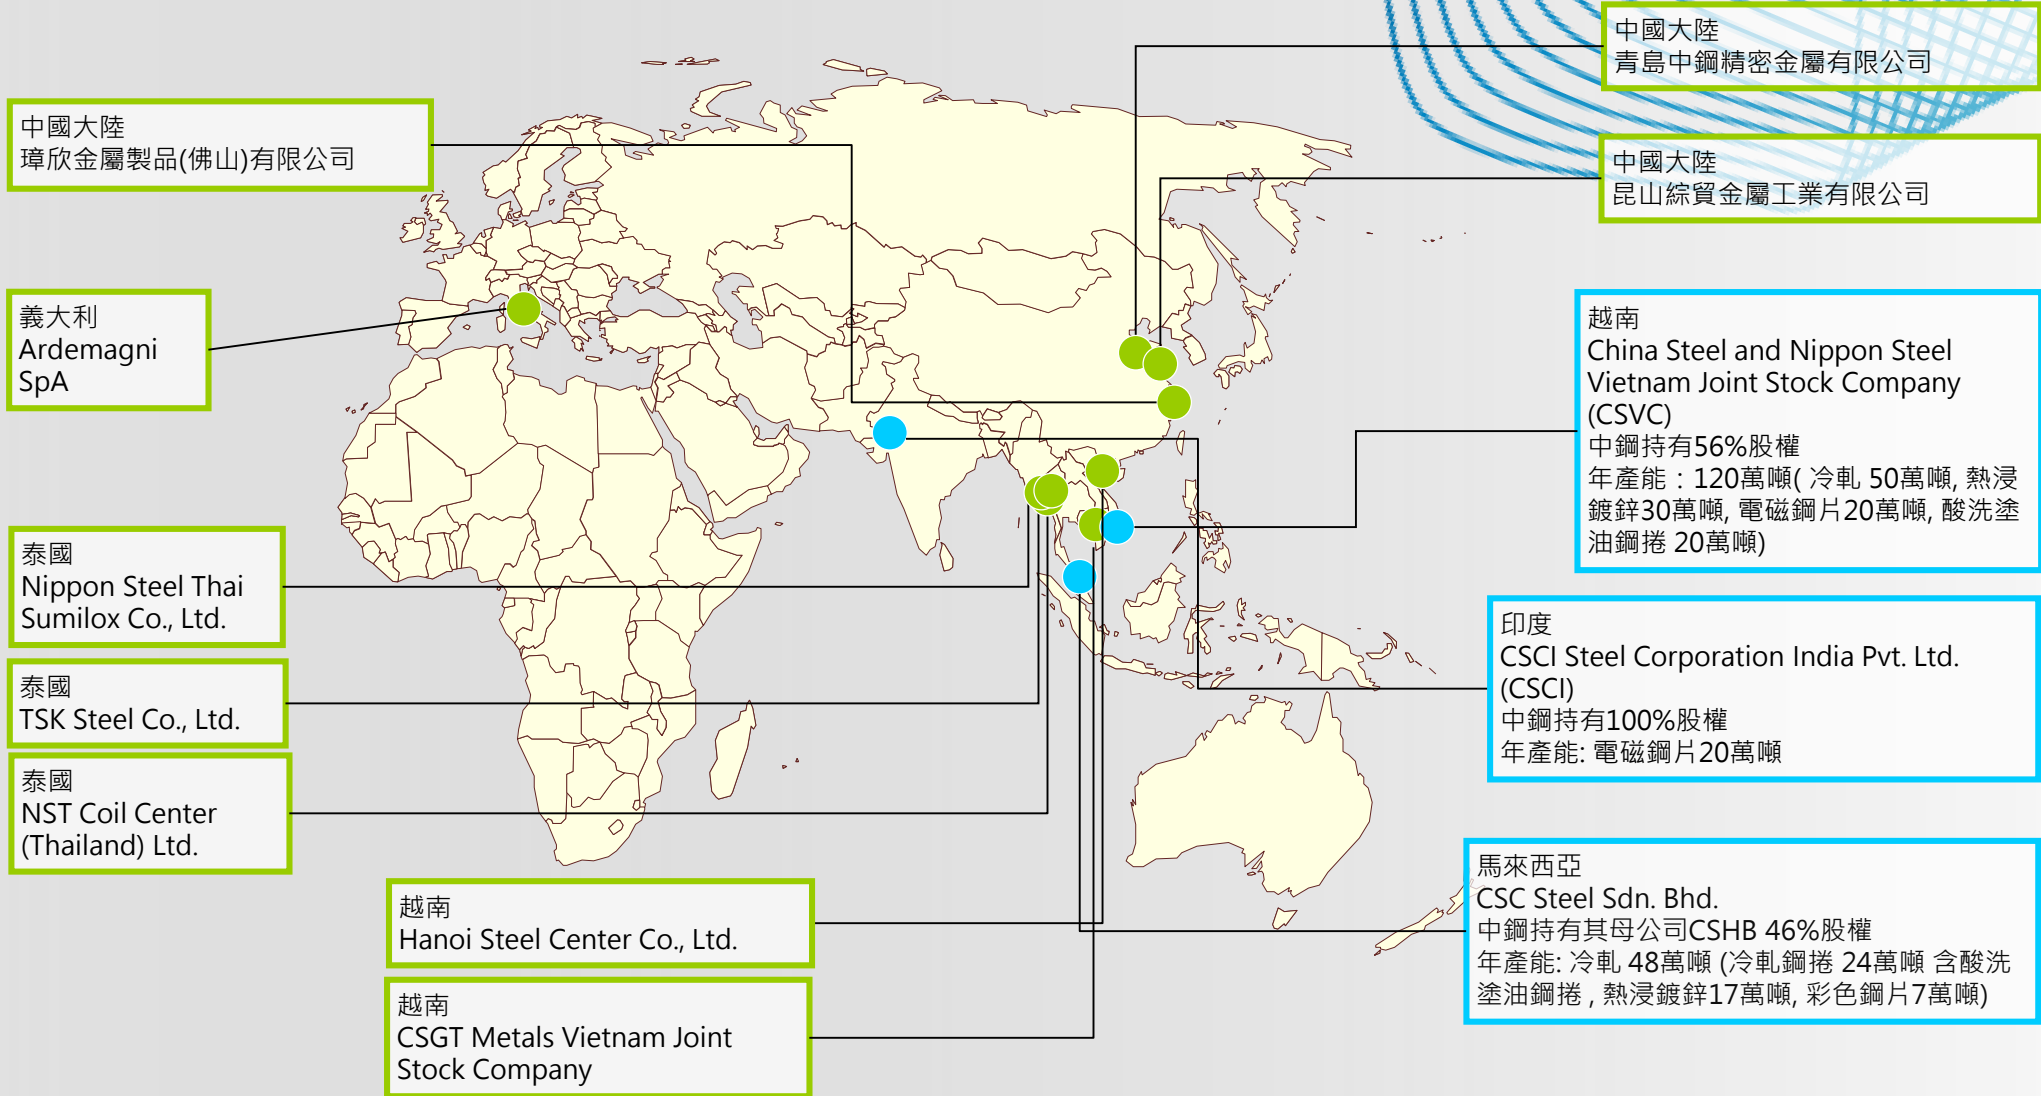 中國大陸
青島中鋼精密金屬有限公司
中國大陸
璋欣金屬製品(佛山)有限公司
中國大陸
昆山綜貿金屬工業有限公司
義大利
Ardemagni
SpA
越南
China Steel and Nippon Steel
Vietnam Joint Stock Company
(CSVC)
中鋼持有56%股權
年產能：120萬噸( 冷軋 50萬噸, 熱浸
鍍鋅30萬噸, 電磁鋼片20萬噸, 酸洗塗
油鋼捲 20萬噸)
泰國
Nippon Steel Thai
Sumilox Co., Ltd.
印度
CSCI Steel Corporation India Pvt. Ltd.
(CSCI)
中鋼持有100%股權
年產能: 電磁鋼片20萬噸
泰國
TSK Steel Co., Ltd.
泰國
NST Coil Center
(Thailand) Ltd.
馬來西亞
CSC Steel Sdn. Bhd.
中鋼持有其母公司CSHB 46%股權
年產能: 冷軋 48萬噸 (冷軋鋼捲 24萬噸 含酸洗
塗油鋼捲 , 熱浸鍍鋅17萬噸, 彩色鋼片7萬噸)
越南
Hanoi Steel Center Co., Ltd.
越南
CSGT Metals Vietnam Joint
Stock Company